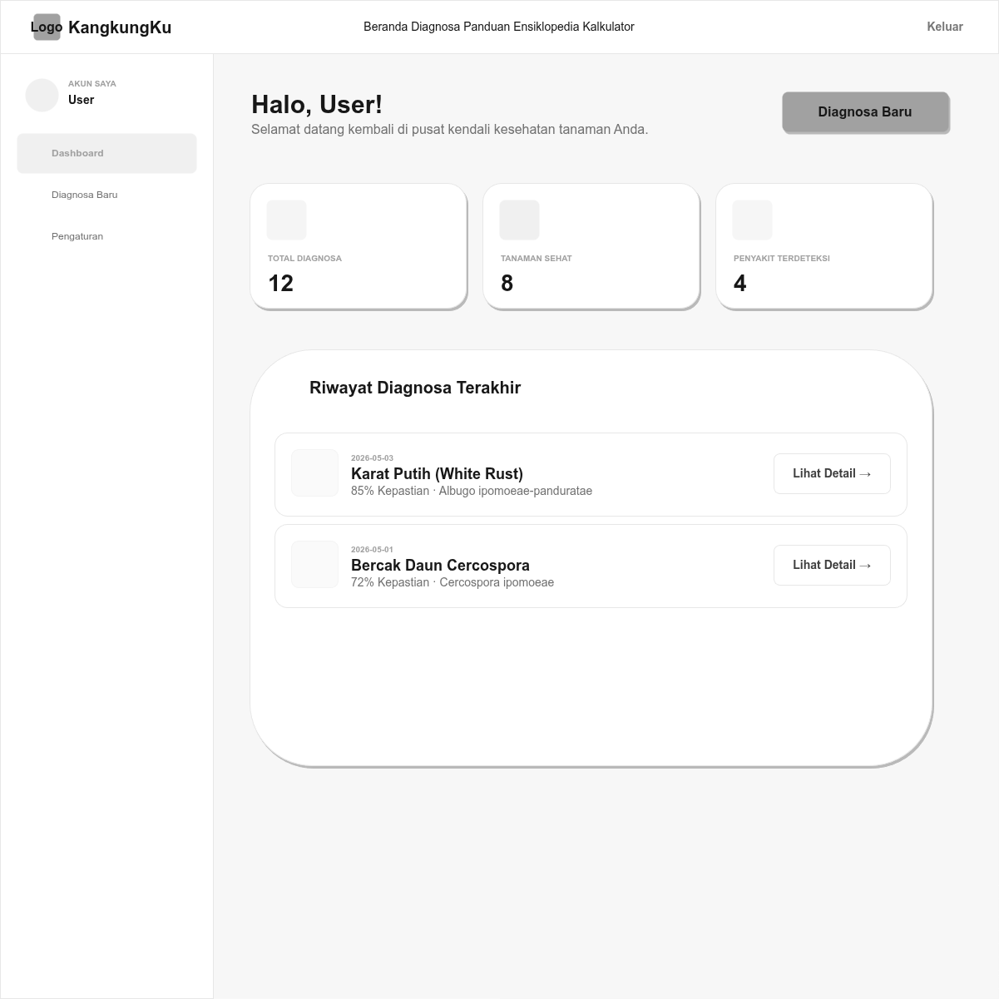 Logo KangkungKu
Beranda Diagnosa Panduan Ensiklopedia Kalkulator
Keluar
AKUN SAYA
User
Dashboard
Diagnosa Baru
Pengaturan
Halo, User!
Selamat datang kembali di pusat kendali kesehatan tanaman Anda.
Diagnosa Baru
TOTAL DIAGNOSA
12
TANAMAN SEHAT
8
PENYAKIT TERDETEKSI
4
Riwayat Diagnosa Terakhir
2026-05-03
Karat Putih (White Rust)
85% Kepastian · Albugo ipomoeae-panduratae
Lihat Detail →
2026-05-01
Bercak Daun Cercospora
72% Kepastian · Cercospora ipomoeae
Lihat Detail →